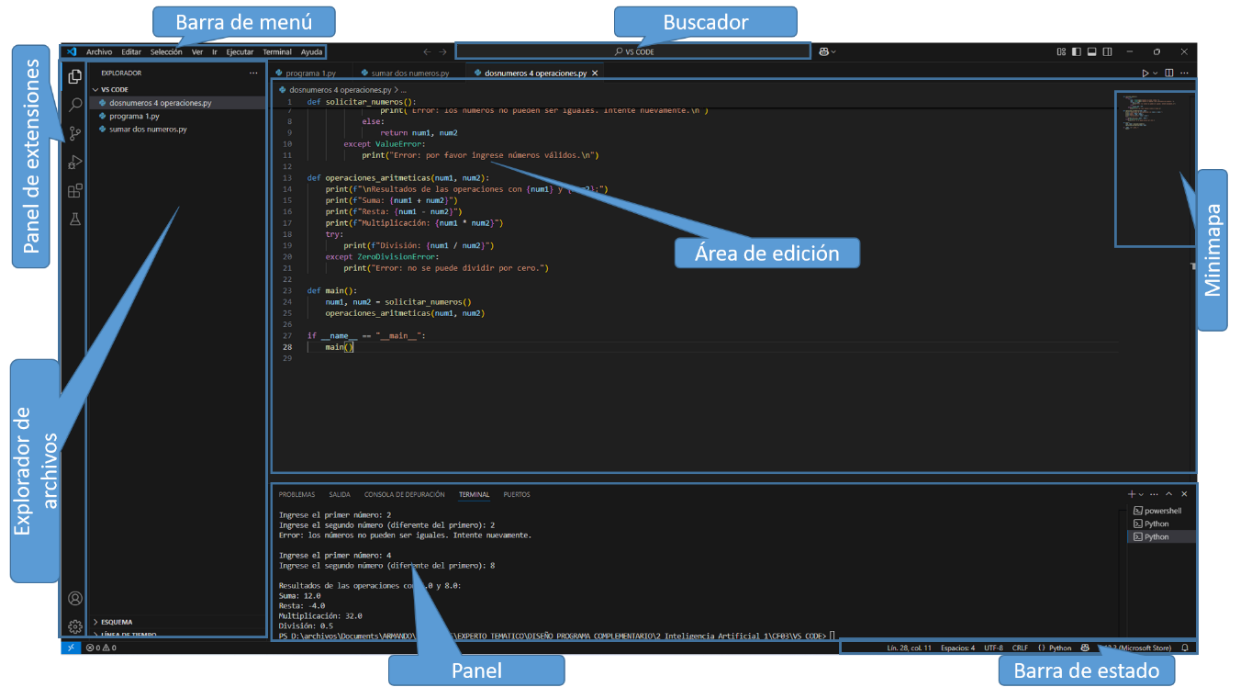 Barra de menú
Buscador
Archivo Editar Selección Ver Ir Ejecutar Terminal Ayuda
VS CODE
Panel de extensiones
EXPLORADOR ...
VS CODE
dosnumeros 4 operaciones.py
programa 1.py
sumar dos numeros.py
programa 1.py sumar dos numeros.py dosnumeros 4 operaciones.py ×
dosnumeros 4 operaciones.py > ...
1 def solicitar_numeros():
7 print( Error: los números no pueden ser iguales. Intente nuevamente.\n )
8 else:
9 return num1, num2
10 except ValueError:
11 print("Error: por favor ingrese números válidos.\n")
12
13 def operaciones_aritmeticas(num1, num2):
14 print(f"\nResultados de las operaciones con {num1} y {num2}:")
15 print(f"Suma: {num1 + num2}")
16 print(f"Resta: {num1 - num2}")
17 print(f"Multiplicación: {num1 * num2}")
18 try:
19 print(f"División: {num1 / num2}")
20 except ZeroDivisionError:
21 print("Error: no se puede dividir por cero.")
22
23 def main():
24 num1, num2 = solicitar_numeros()
25 operaciones_aritmeticas(num1, num2)
26
27 if __name__ == "__main__":
28 main()
29
Área de edición
Minimapa
Explorador de
archivos
PROBLEMAS SALIDA CONSOLA DE DEPURACIÓN TERMINAL PUERTOS
Ingrese el primer número: 2
Ingrese el segundo número (diferente del primero): 2
Error: los números no pueden ser iguales. Intente nuevamente.
Ingrese el primer número: 4
Ingrese el segundo número (diferente del primero): 8
Resultados de las operaciones con .0 y 8.0:
Suma: 12.0
Resta: -4.0
Multiplicación: 32.0
División: 0.5
PS D:\archivos\Documents\ARMANDO\ \EXPERTO TEMATICO\DISEÑO PROGRAMA COMPLEMENTARIO\2 Inteligencia Artificial 1\CF03\VS CODE>
powershell
Python
Python
ESQUEMA
LÍNEA DE TIEMPO
0 0
Lín. 28, col. 11 Espacios: 4 UTF-8 CRLF {} Python (Microsoft Store)
Panel
Barra de estado